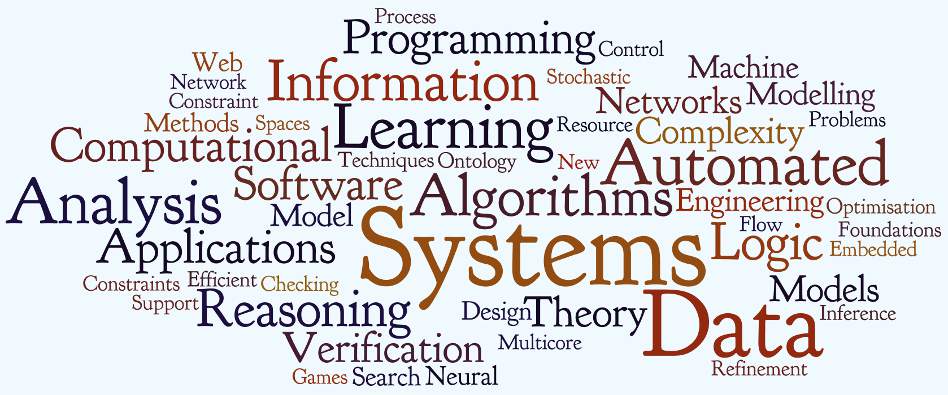 Process
Programming
Control
Web
Information
Stochastic
Machine
Network
Constraint
Networks
Modelling
Methods
Spaces
Learning
Resource
Complexity
Problems
Computational
Techniques
Ontology
New
Automated
Software
Analysis
Model
Algorithms
Engineering
Optimisation
Applications
Systems
Flow
Logic
Foundations
Embedded
Constraints
Efficient
Checking
Support
Reasoning
Design
Theory
Data
Models
Inference
Verification
Multicore
Refinement
Games
Search
Neural